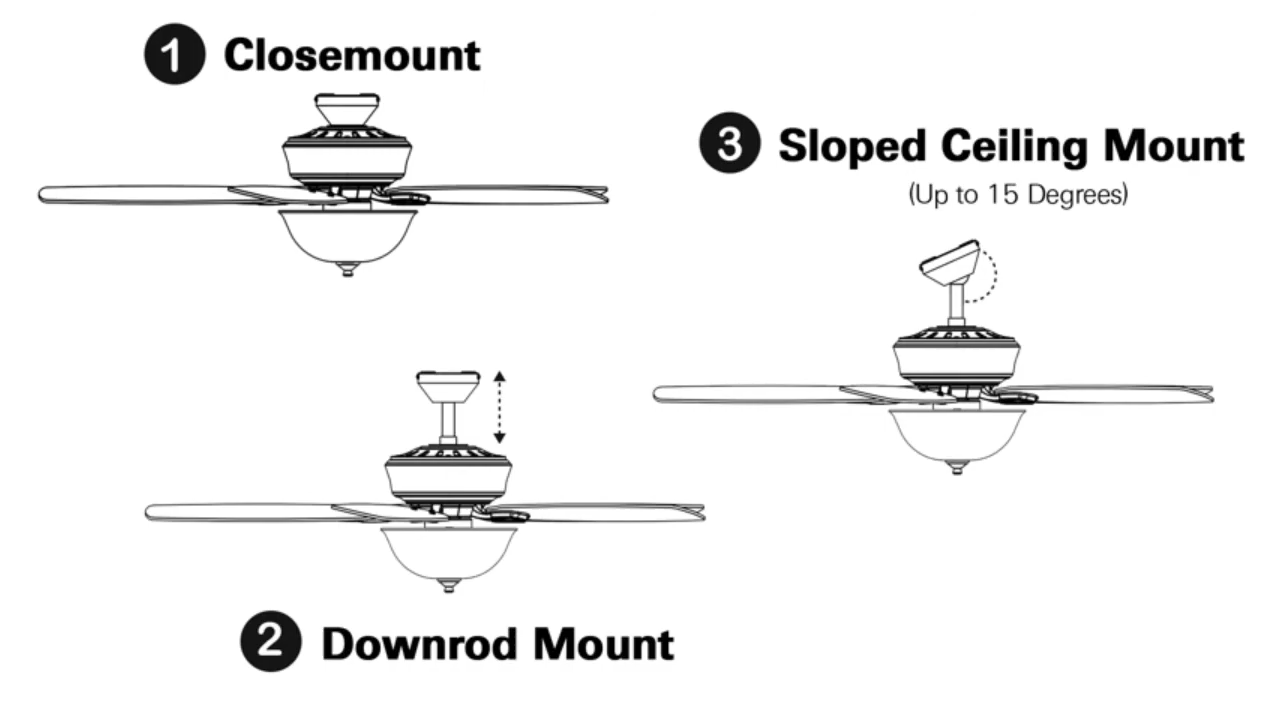 1 Closemount
3 Sloped Ceiling Mount
(Up to 15 Degrees)
2 Downrod Mount